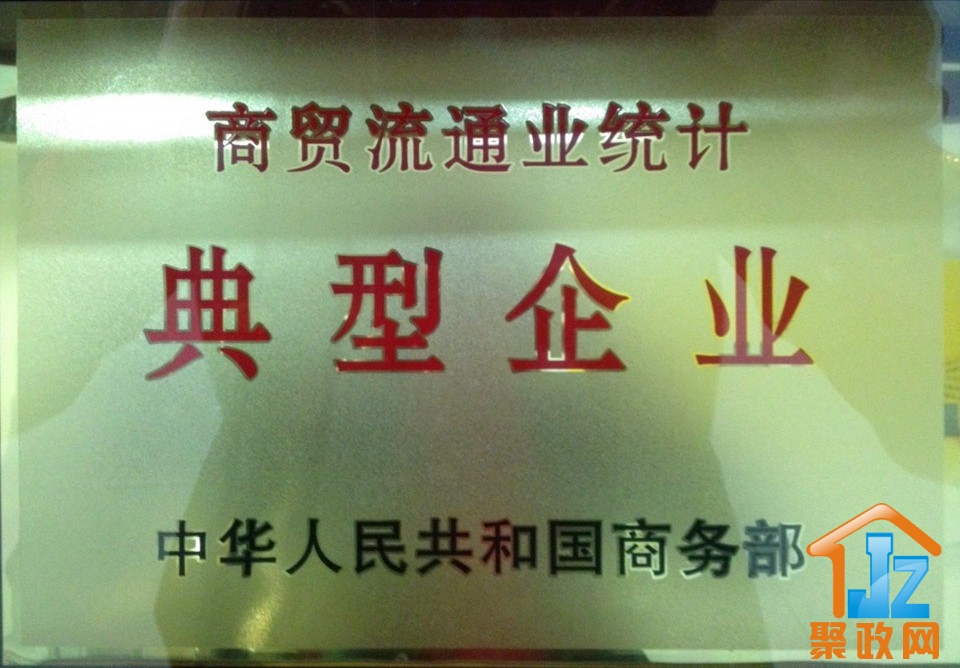 商贸流通业统计
典型企业
中华人民共和国商务部
JZ
聚政网